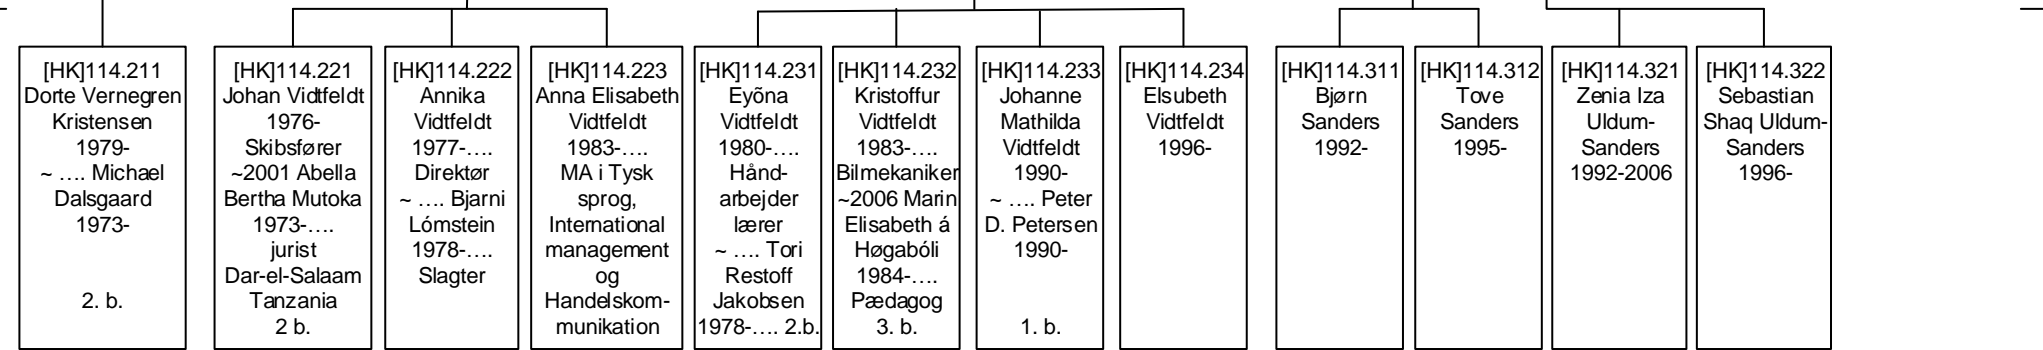 [HK]114.211
Dorte Vernegren
Kristensen
1979-
~ …. Michael
Dalsgaard
1973-
2. b.
[HK]114.221
Johan Vidtfeldt
1976-
Skibsfører
~2001 Abella
Bertha Mutoka
1973-….
jurist
Dar-el-Salaam
Tanzania
2 b.
[HK]114.222
Annika
Vidtfeldt
1977-….
Direktør
~ …. Bjarni
Lómstein
1978-….
Slagter
[HK]114.223
Anna Elisabeth
Vidtfeldt
1983-….
MA i Tysk
sprog,
International
management
og
Handelskom-
munikation
[HK]114.231
Eyõna
Vidtfeldt
1980-….
Hånd-
arbejder
lærer
~ …. Tori
Restoff
Jakobsen
1978-…. 2.b.
[HK]114.232
Kristoffur
Vidtfeldt
1983-….
Bilmekaniker
~2006 Marin
Elisabeth á
Høgabóli
1984-….
Pædagog
3. b.
[HK]114.233
Johanne
Mathilda
Vidtfeldt
1990-
~ …. Peter
D. Petersen
1990-
1. b.
[HK]114.234
Elsubeth
Vidtfeldt
1996-
[HK]114.311
Bjørn
Sanders
1992-
[HK]114.312
Tove
Sanders
1995-
[HK]114.321
Zenia Iza
Uldum-
Sanders
1992-2006
[HK]114.322
Sebastian
Shaq Uldum-
Sanders
1996-